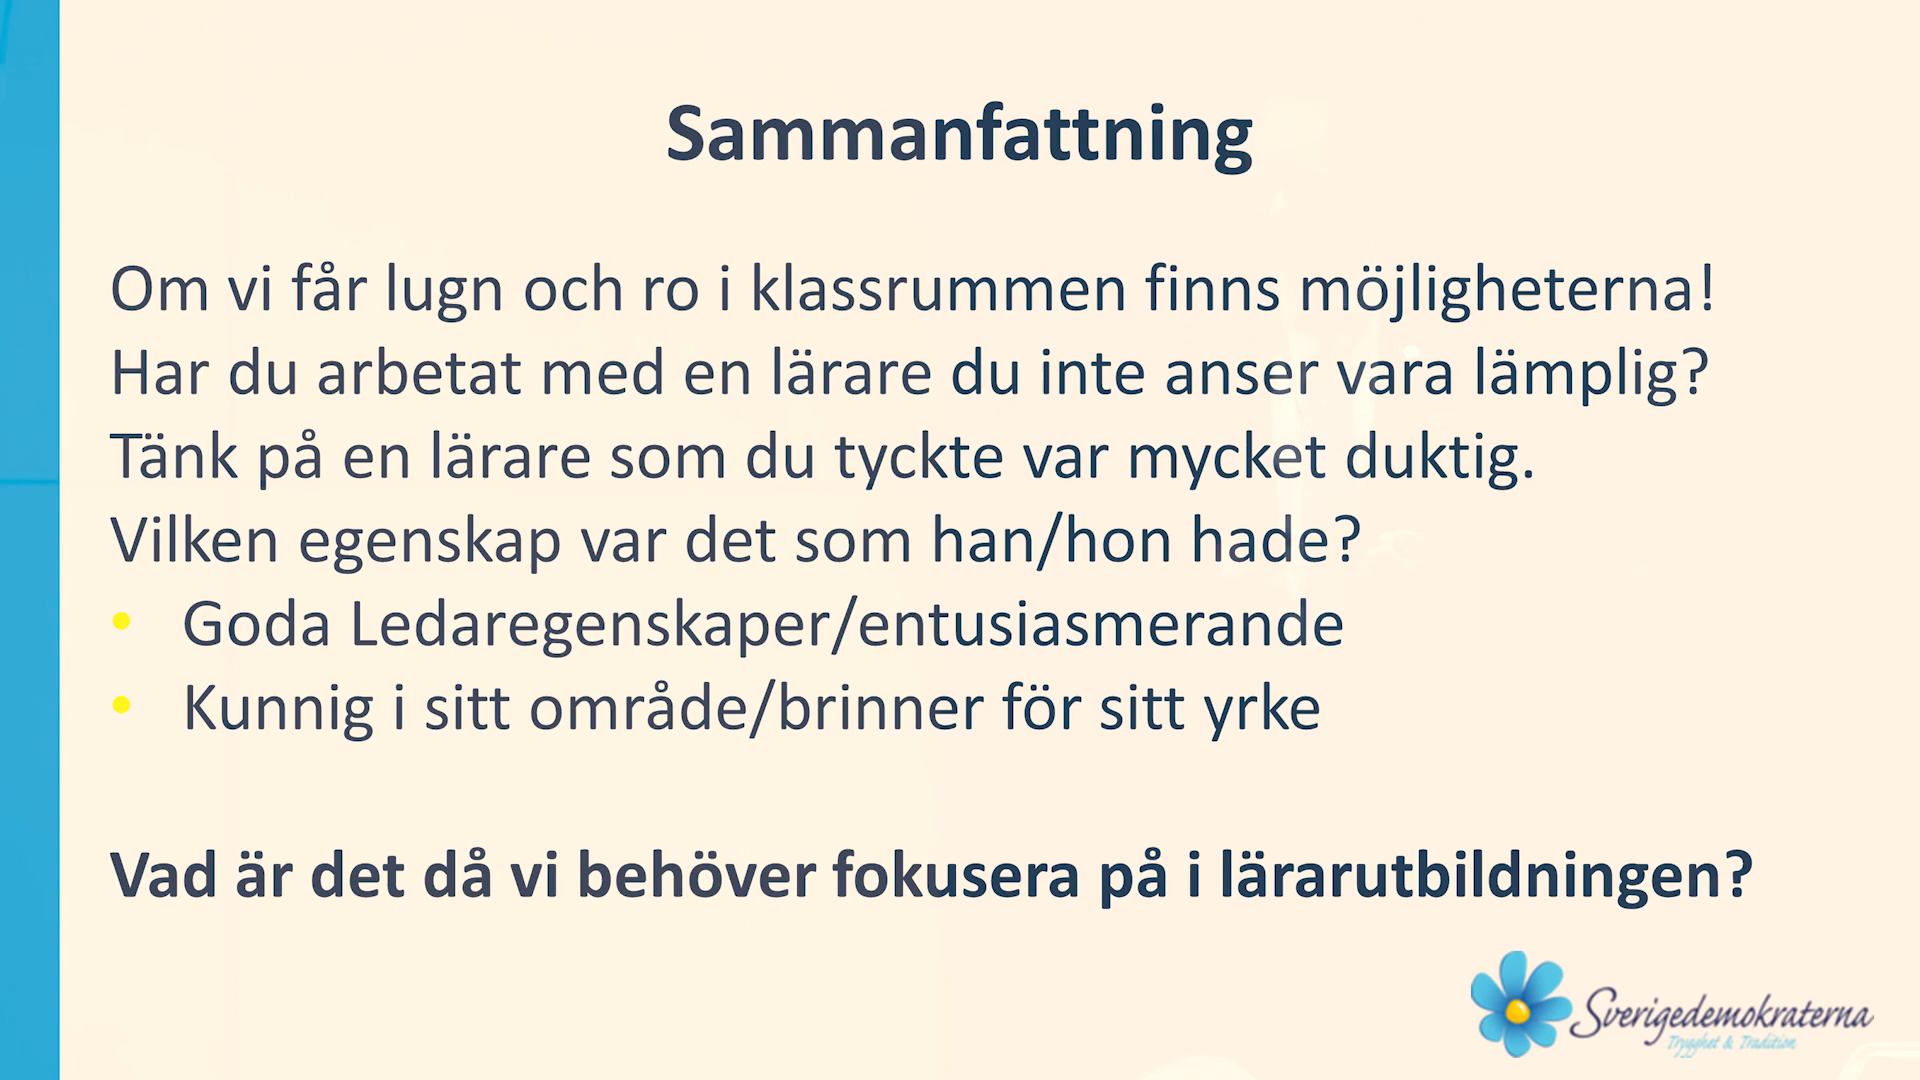 Sammanfattning
Om vi får lugn och ro i klassrummen finns möjligheterna!
Har du arbetat med en lärare du inte anser vara lämplig?
Tänk på en lärare som du tyckte var mycket duktig.
Vilken egenskap var det som han/hon hade?
• Goda Ledaregenskaper/entusiasmerande
• Kunnig i sitt område/brinner för sitt yrke
Vad är det då vi behöver fokusera på i lärarutbildningen?
Sverigedemokraterna
Trygghet & Tradition